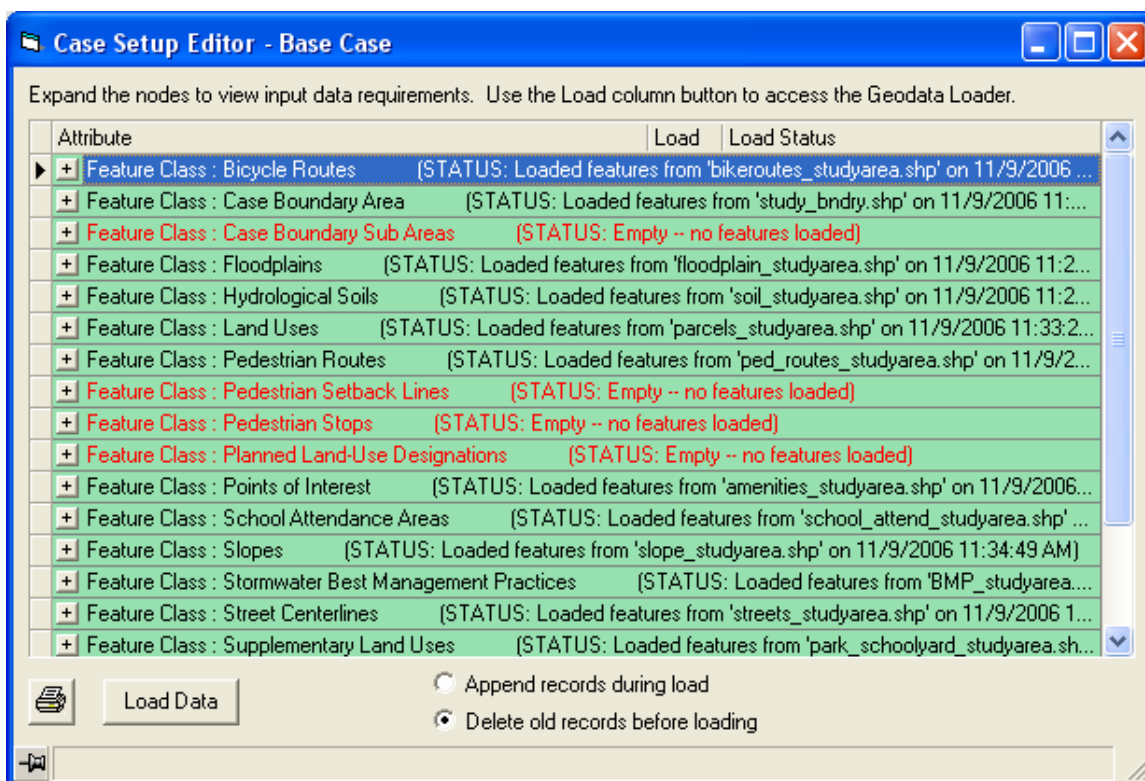 Case Setup Editor - Base Case
Expand the nodes to view input data requirements.  Use the Load column button to access the Geodata Loader.
Attribute Load Load Status
+ Feature Class : Bicycle Routes (STATUS: Loaded features from 'bikeroutes_studyarea.shp' on 11/9/2006 ...
+ Feature Class : Case Boundary Area (STATUS: Loaded features from 'study_bndry.shp' on 11/9/2006 11:...
+ Feature Class : Case Boundary Sub Areas (STATUS: Empty -- no features loaded)
+ Feature Class : Floodplains (STATUS: Loaded features from 'floodplain_studyarea.shp' on 11/9/2006 11:2...
+ Feature Class : Hydrological Soils (STATUS: Loaded features from 'soil_studyarea.shp' on 11/9/2006 11:2...
+ Feature Class : Land Uses (STATUS: Loaded features from 'parcels_studyarea.shp' on 11/9/2006 11:33:2...
+ Feature Class : Pedestrian Routes (STATUS: Loaded features from 'ped_routes_studyarea.shp' on 11/9/2...
+ Feature Class : Pedestrian Setback Lines (STATUS: Empty -- no features loaded)
+ Feature Class : Pedestrian Stops (STATUS: Empty -- no features loaded)
+ Feature Class : Planned Land-Use Designations (STATUS: Empty -- no features loaded)
+ Feature Class : Points of Interest (STATUS: Loaded features from 'amenities_studyarea.shp' on 11/9/2006...
+ Feature Class : School Attendance Areas (STATUS: Loaded features from 'school_attend_studyarea.shp' ...
+ Feature Class : Slopes (STATUS: Loaded features from 'slope_studyarea.shp' on 11/9/2006 11:34:49 AM)
+ Feature Class : Stormwater Best Management Practices (STATUS: Loaded features from 'BMP_studyarea....
+ Feature Class : Street Centerlines (STATUS: Loaded features from 'streets_studyarea.shp' on 11/9/2006 1...
+ Feature Class : Supplementary Land Uses (STATUS: Loaded features from 'park_schoolyard_studyarea.sh...
Load Data
Append records during load
Delete old records before loading